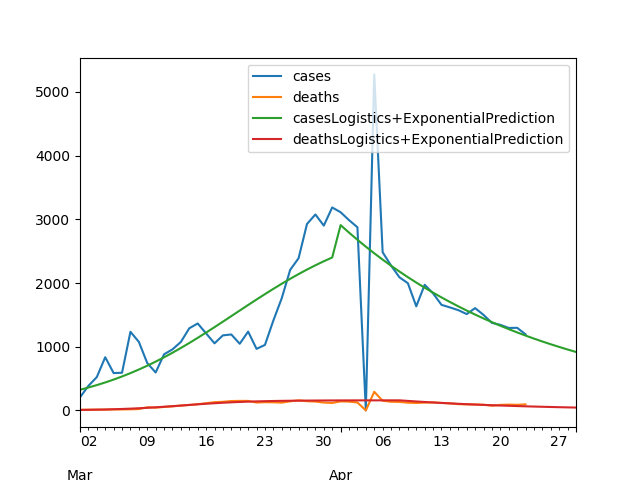 cases
deaths
casesLogistics+ExponentialPrediction
deathsLogistics+ExponentialPrediction
5000
4000
3000
2000
1000
0
02 09 16 23 30 06 13 20 27
Mar Apr